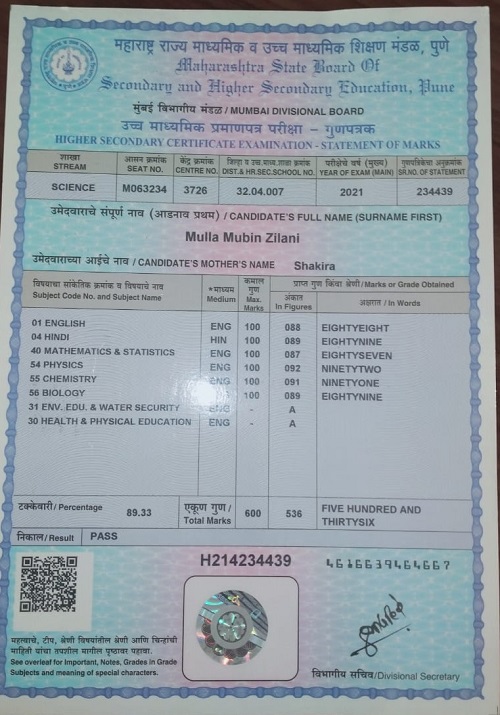 महाराष्ट्र राज्य माध्यमिक व उच्च माध्यमिक शिक्षण मंडळ, पुणे
Maharashtra State Board Of
Secondary and Higher Secondary Education, Pune
मुंबई विभागीय मंडळ / MUMBAI DIVISIONAL BOARD
उच्च माध्यमिक प्रमाणपत्र परीक्षा - गुणपत्रक
HIGHER SECONDARY CERTIFICATE EXAMINATION - STATEMENT OF MARKS
शाखा आसन क्रमांक केंद्र क्रमांक जिल्हा व उच्च.माध्य.शाळा क्रमांक परीक्षेचे वर्ष (मुख्य) गुणपत्रिकेचा अनुक्रमांक
STREAM SEAT NO. CENTRE NO. DIST.& HR.SEC.SCHOOL NO. YEAR OF EXAM (MAIN) SR.NO.OF STATEMENT
SCIENCE M063234 3726 32.04.007 2021 234439
उमेदवाराचे संपूर्ण नाव (आडनाव प्रथम) / CANDIDATE'S FULL NAME (SURNAME FIRST)
Mulla Mubin Zilani
उमेदवाराच्या आईचे नाव / CANDIDATE'S MOTHER'S NAME Shakira
विषयाचा सांकेतिक क्रमांक व विषयाचे नाव माध्यम कमाल गुण प्राप्त गुण किंवा श्रेणी/Marks or Grade Obtained
Subject Code No. and Subject Name Medium Max. Marks अंकात In Figures अक्षरात / In Words
01 ENGLISH ENG 100 088 EIGHTYEIGHT
04 HINDI HIN 100 089 EIGHTYNINE
40 MATHEMATICS & STATISTICS ENG 100 087 EIGHTYSEVEN
54 PHYSICS ENG 100 092 NINETYTWO
55 CHEMISTRY ENG 100 091 NINETYONE
56 BIOLOGY 100 089 EIGHTYNINE
31 ENV. EDU. & WATER SECURITY ENG - A
30 HEALTH & PHYSICAL EDUCATION ENG - A
टक्केवारी/ Percentage 89.33 एकूण गुण / Total Marks 600 536 FIVE HUNDRED AND THIRTYSIX
निकाल/ Result PASS
H214234439 4616639464667
महत्त्वाचे, टीप, श्रेणी विषयांतील श्रेणी आणि चिन्हांची
माहिती यांचा तपशील मागील पृष्ठावर पहावा.
See overleaf for Important, Notes, Grades in Grade
Subjects and meaning of special characters.
विभागीय सचिव/Divisional Secretary